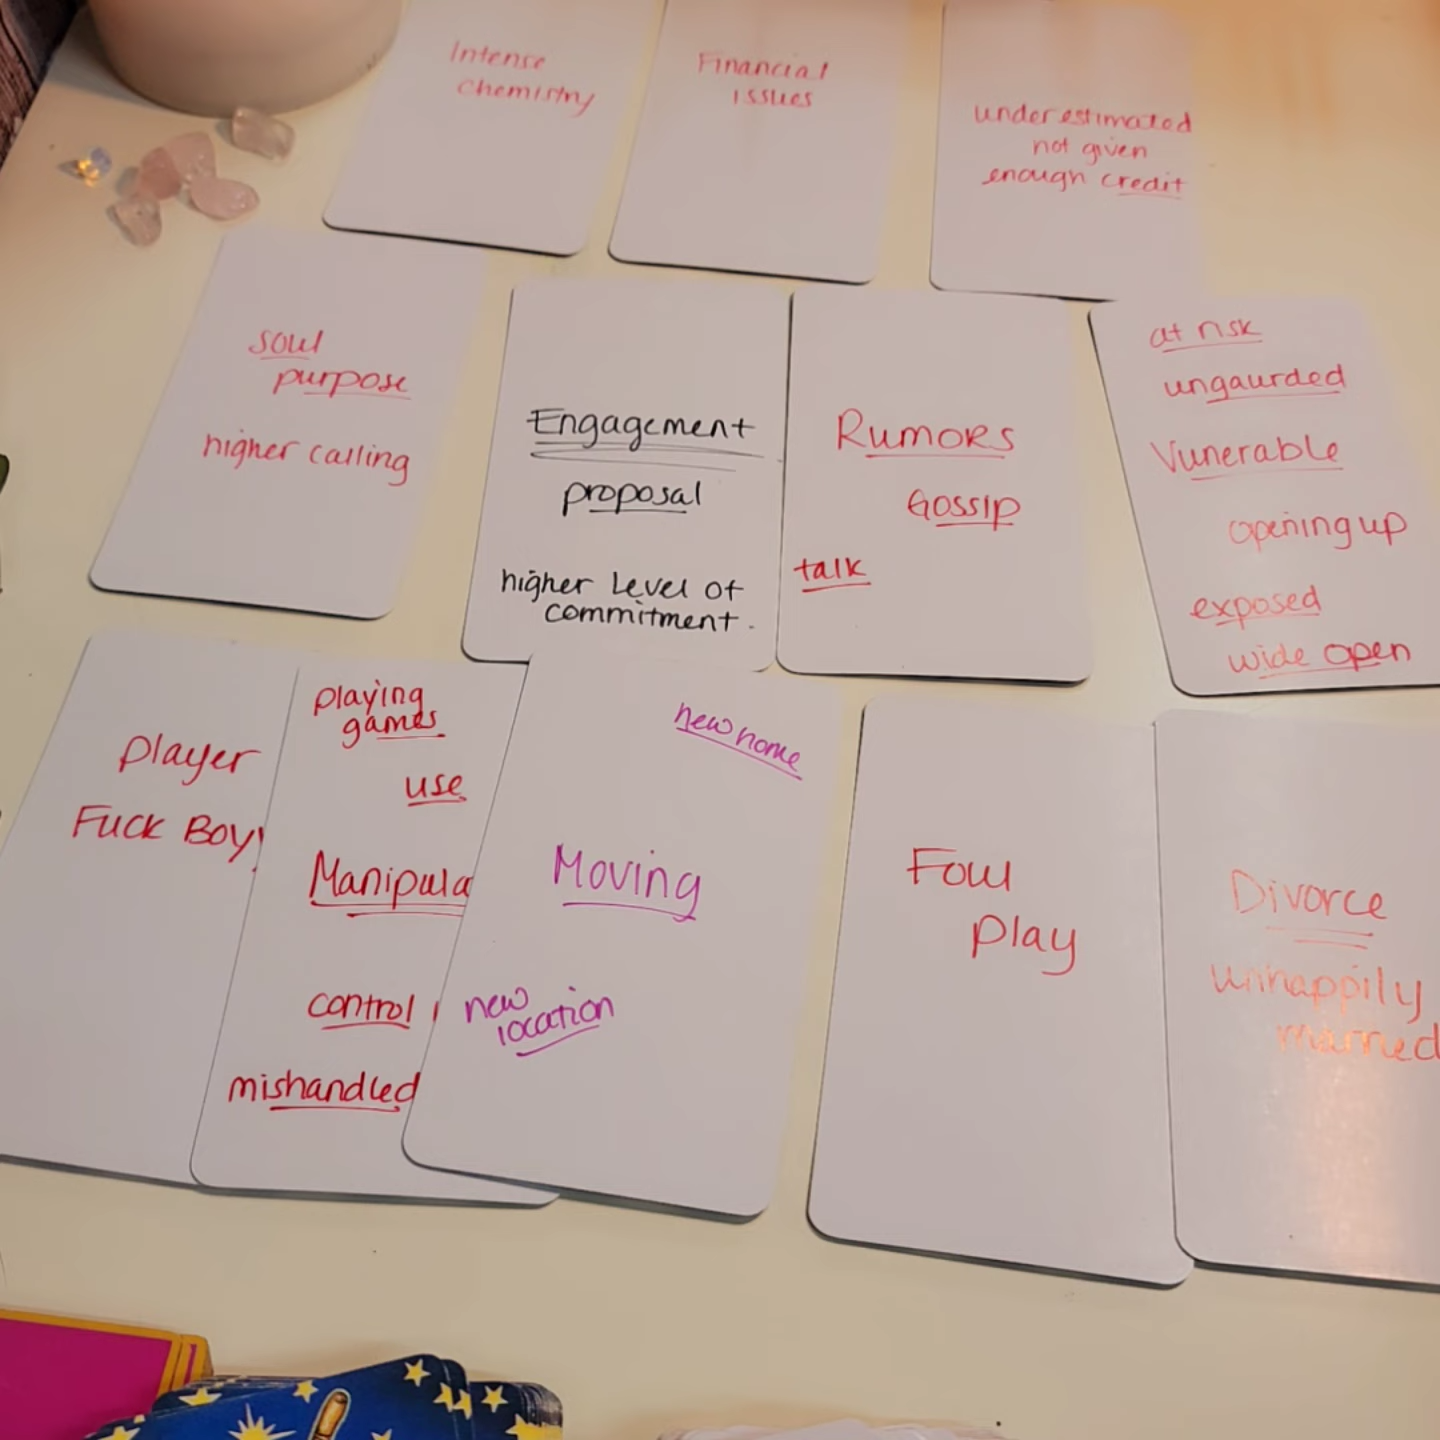 Intense
chemistry
Financial
issues
underestimated
not given
enough credit
soul
purpose
higher calling
Engagement
proposal
higher level of
commitment.
Rumors
Gossip
talk
at risk
ungaurded
Vunerable
opening up
exposed
wide open
Player
Fuck Boy
playing
games
use
Manipula
control
mishandled
new home
Moving
new
location
Foul
Play
Divorce
unhappily
married